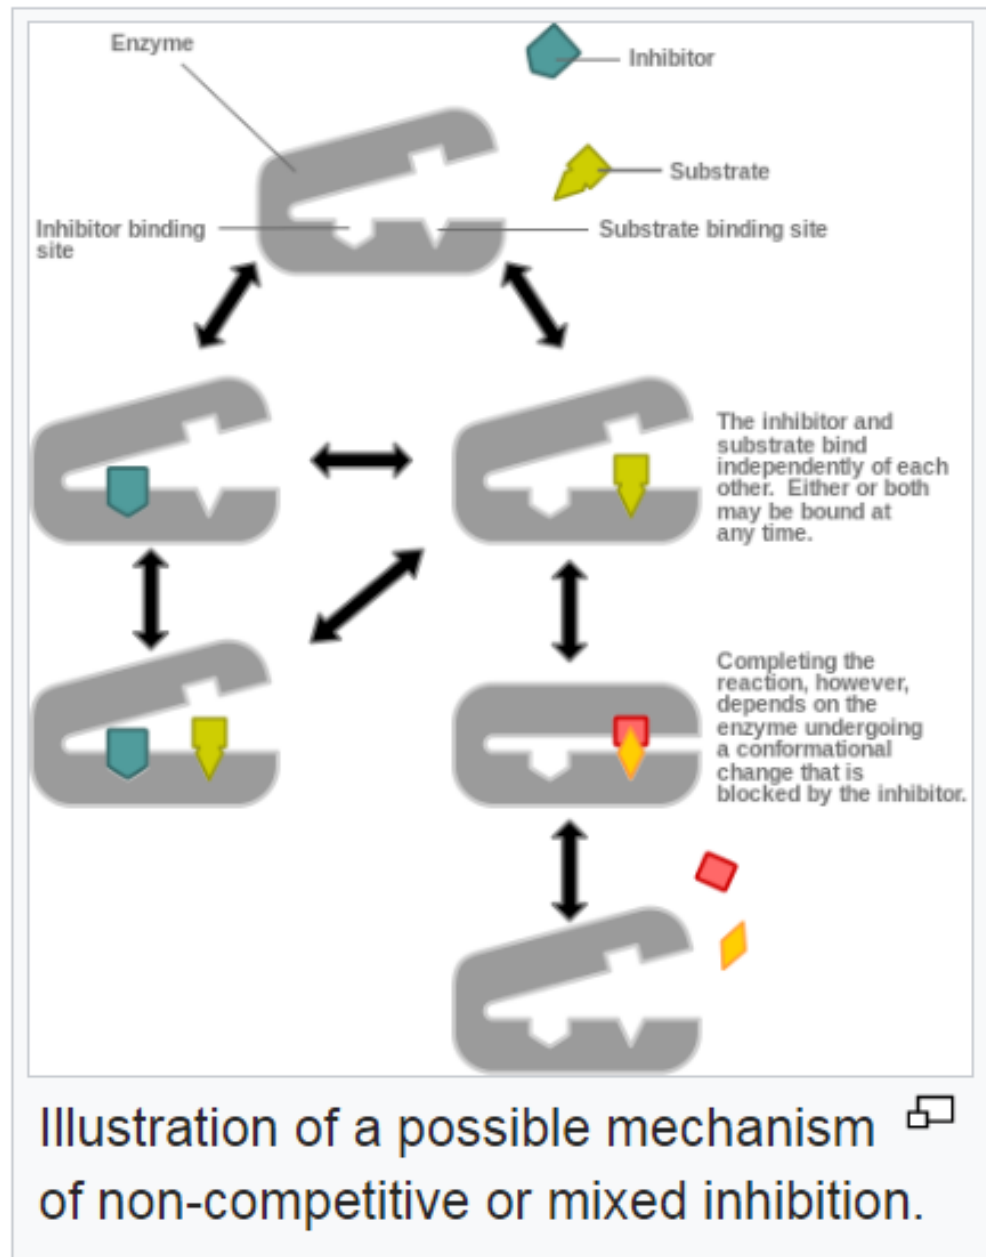 Enzyme
Inhibitor
Substrate
Inhibitor binding
site
Substrate binding site
The inhibitor and
substrate bind
independently of each
other. Either or both
may be bound at
any time.
Completing the
reaction, however,
depends on the
enzyme undergoing
a conformational
change that is
blocked by the inhibitor.
Illustration of a possible mechanism
of non-competitive or mixed inhibition.